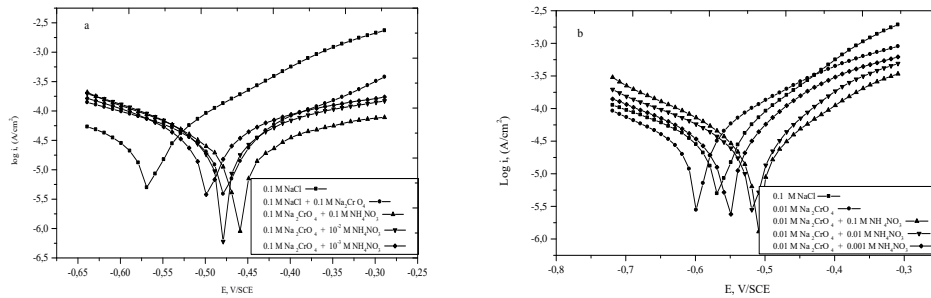 a
-2,5
-3,0
-3,5
-4,0
-4,5
-5,0
-5,5
-6,0
-6,5
log i, (A/cm²)
0.1 M NaCl
0.1 M NaCl + 0.1 M Na₂CrO₄
0.1 M Na₂CrO₄ + 0.1 M NH₄NO₃
0.1 M Na₂CrO₄ + 10⁻² M NH₄NO₃
0.1 M Na₂CrO₄ + 10⁻³ M NH₄NO₃
-0,65 -0,60 -0,55 -0,50 -0,45 -0,40 -0,35 -0,30 -0,25
E, V/SCE
b
-2,5
-3,0
-3,5
-4,0
-4,5
-5,0
-5,5
-6,0
Log i, (A/cm²)
0.1 M NaCl
0.01 M Na₂CrO₄
0.01 M Na₂CrO₄ + 0.1 M NH₄NO₃
0.01 M Na₂CrO₄ + 0.01 M NH₄NO₃
0.01 M Na₂CrO₄ + 0.001 M NH₄NO₃
-0,8 -0,7 -0,6 -0,5 -0,4 -0,3
E, V/SCE